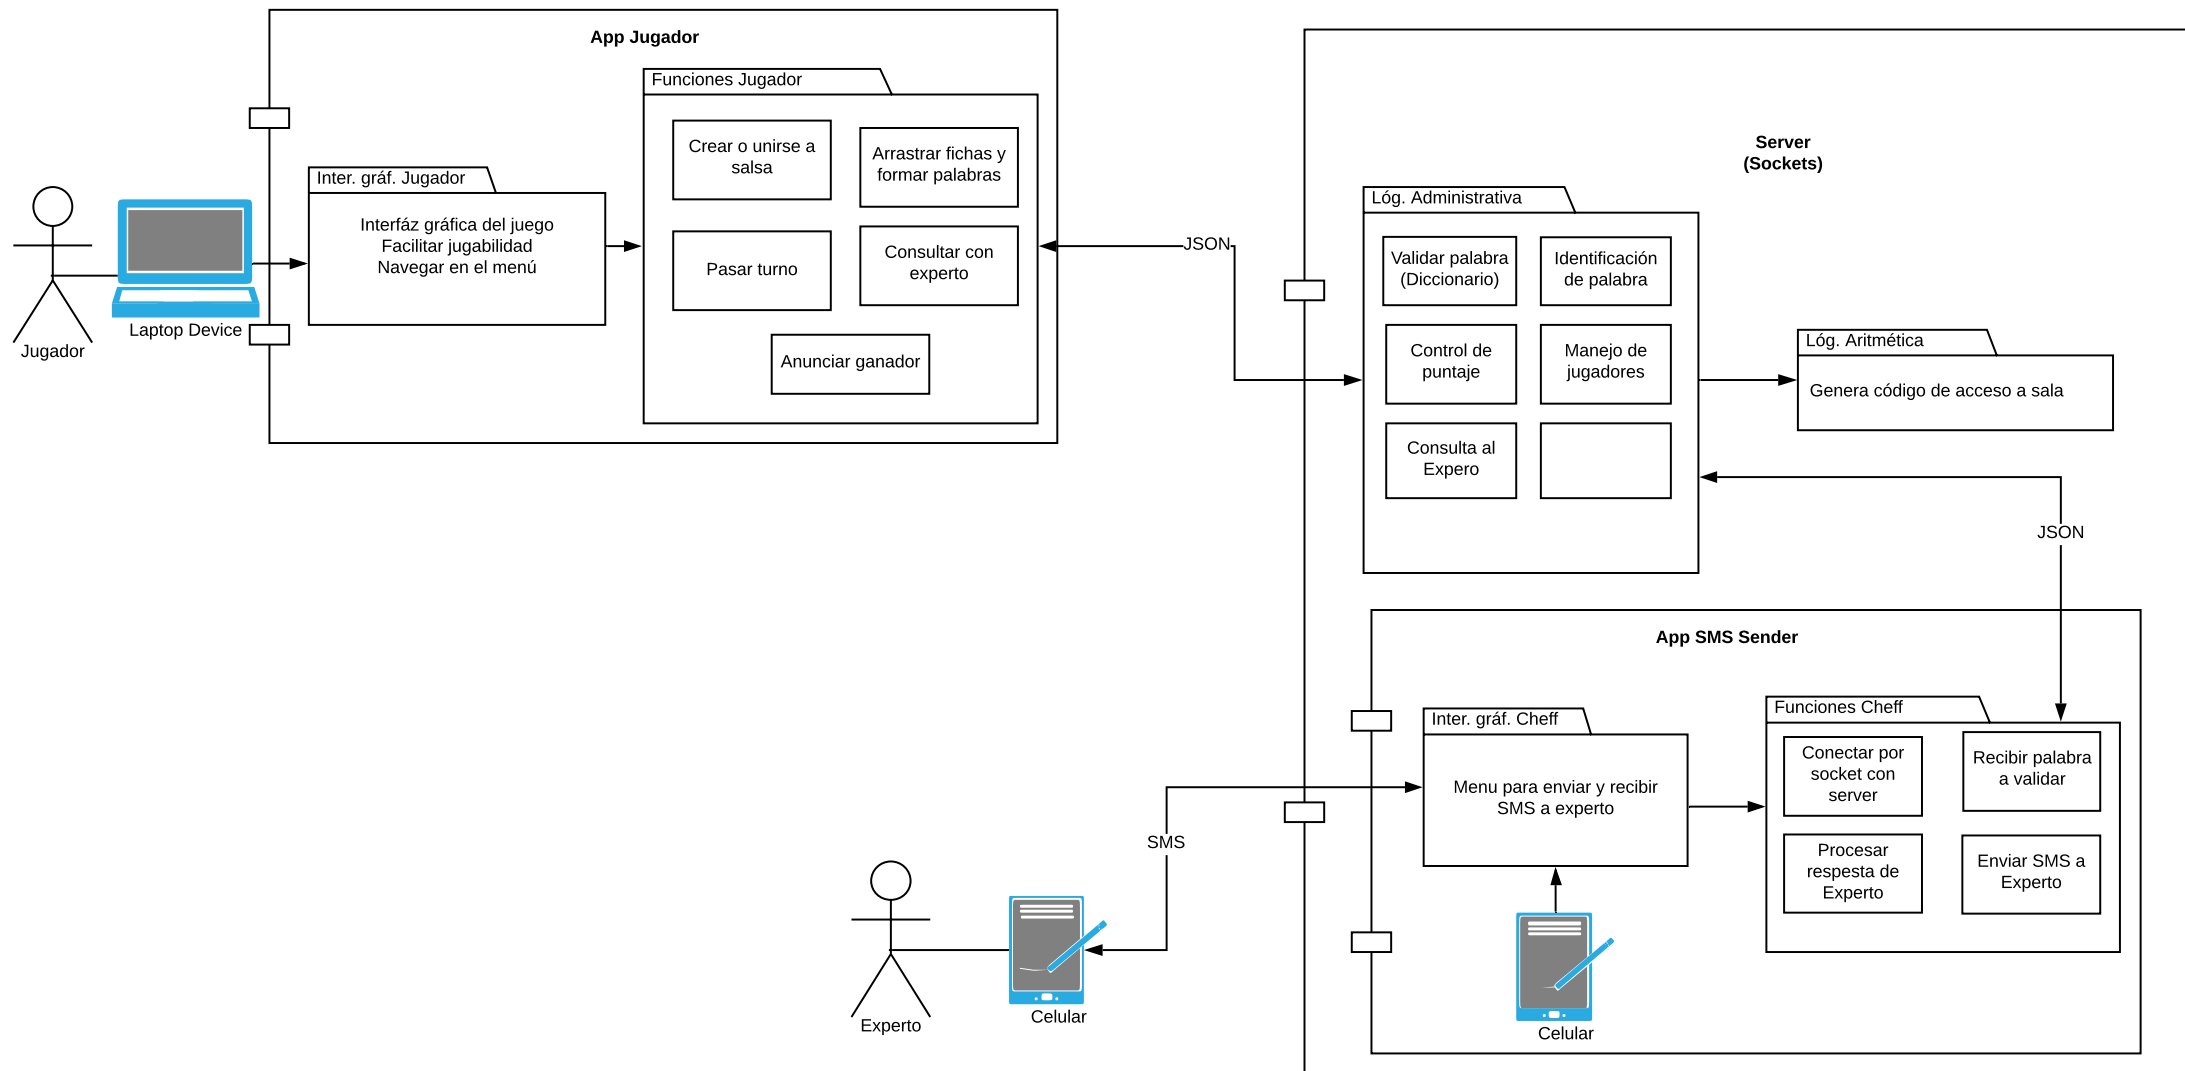 App Jugador
Funciones Jugador
Crear o unirse a
salsa
Arrastrar fichas y
formar palabras
Pasar turno
Consultar con
experto
Anunciar ganador
Inter. gráf. Jugador
Interfáz gráfica del juego
Facilitar jugabilidad
Navegar en el menú
Laptop Device
Jugador
JSON
Server
(Sockets)
Lóg. Administrativa
Validar palabra
(Diccionario)
Identificación
de palabra
Control de
puntaje
Manejo de
jugadores
Consulta al
Expero
Lóg. Aritmética
Genera código de acceso a sala
JSON
App SMS Sender
Inter. gráf. Cheff
Menu para enviar y recibir
SMS a experto
Funciones Cheff
Conectar por
socket con
server
Recibir palabra
a validar
Procesar
respesta de
Experto
Enviar SMS a
Experto
SMS
Experto
Celular
Celular